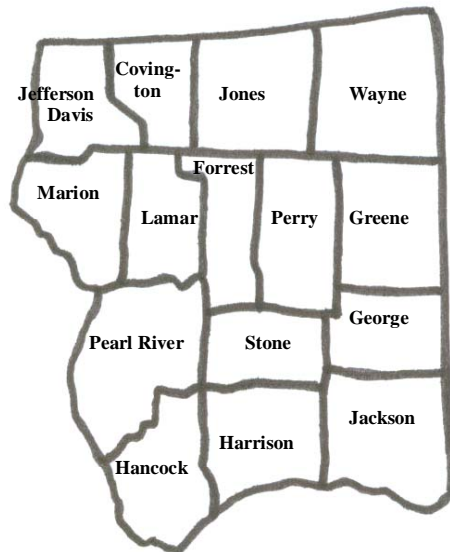 Coving-
ton
Jefferson
Davis
Jones
Wayne
Marion
Forrest
Lamar
Perry
Greene
Pearl River
Stone
George
Hancock
Harrison
Jackson